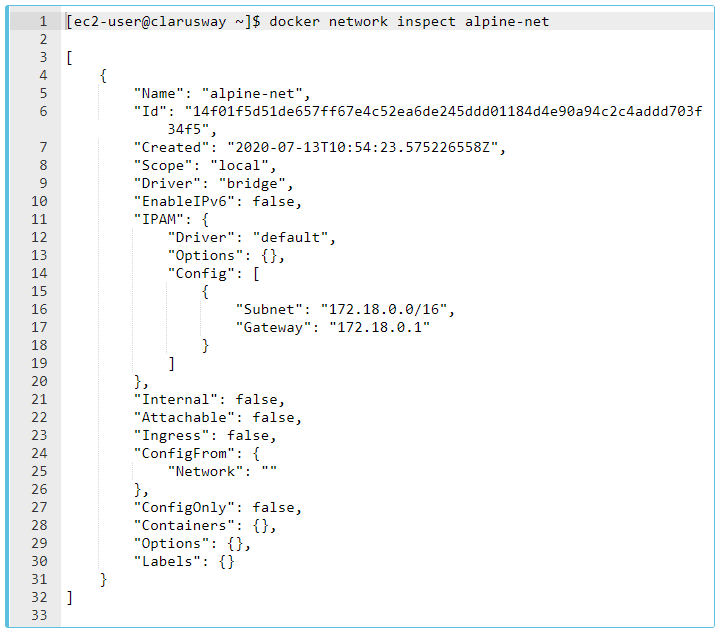 1 [ec2-user@clarusway ~]$ docker network inspect alpine-net
2
3 [
4     {
5         "Name": "alpine-net",
6         "Id": "14f01f5d51de657ff67e4c52ea6de245ddd01184d4e90a94c2c4addd703f
            34f5",
7         "Created": "2020-07-13T10:54:23.575226558Z",
8         "Scope": "local",
9         "Driver": "bridge",
10         "EnableIPv6": false,
11         "IPAM": {
12             "Driver": "default",
13             "Options": {},
14             "Config": [
15                 {
16                     "Subnet": "172.18.0.0/16",
17                     "Gateway": "172.18.0.1"
18                 }
19             ]
20         },
21         "Internal": false,
22         "Attachable": false,
23         "Ingress": false,
24         "ConfigFrom": {
25             "Network": ""
26         },
27         "ConfigOnly": false,
28         "Containers": {},
29         "Options": {},
30         "Labels": {}
31     }
32 ]
33